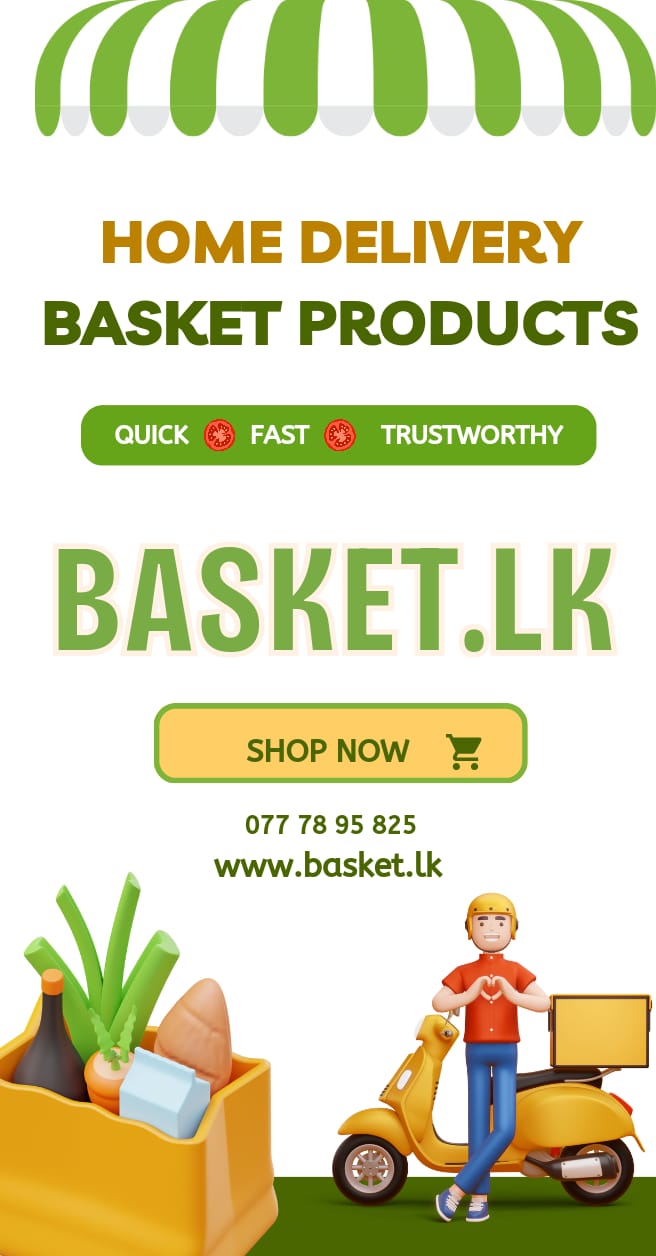 HOME DELIVERY
BASKET PRODUCTS
QUICK FAST TRUSTWORTHY
BASKET.LK
SHOP NOW
077 78 95 825
www.basket.lk